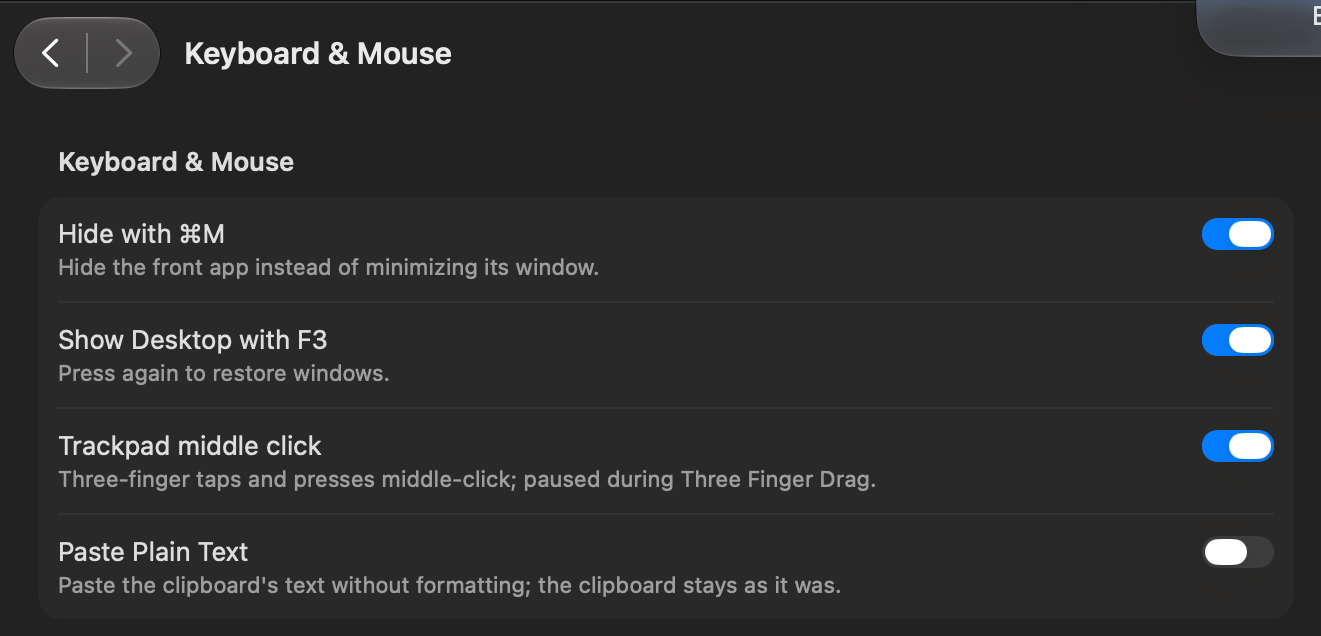 Keyboard & Mouse
Keyboard & Mouse
Hide with ⌘M
Hide the front app instead of minimizing its window.
Show Desktop with F3
Press again to restore windows.
Trackpad middle click
Three-finger taps and presses middle-click; paused during Three Finger Drag.
Paste Plain Text
Paste the clipboard's text without formatting; the clipboard stays as it was.